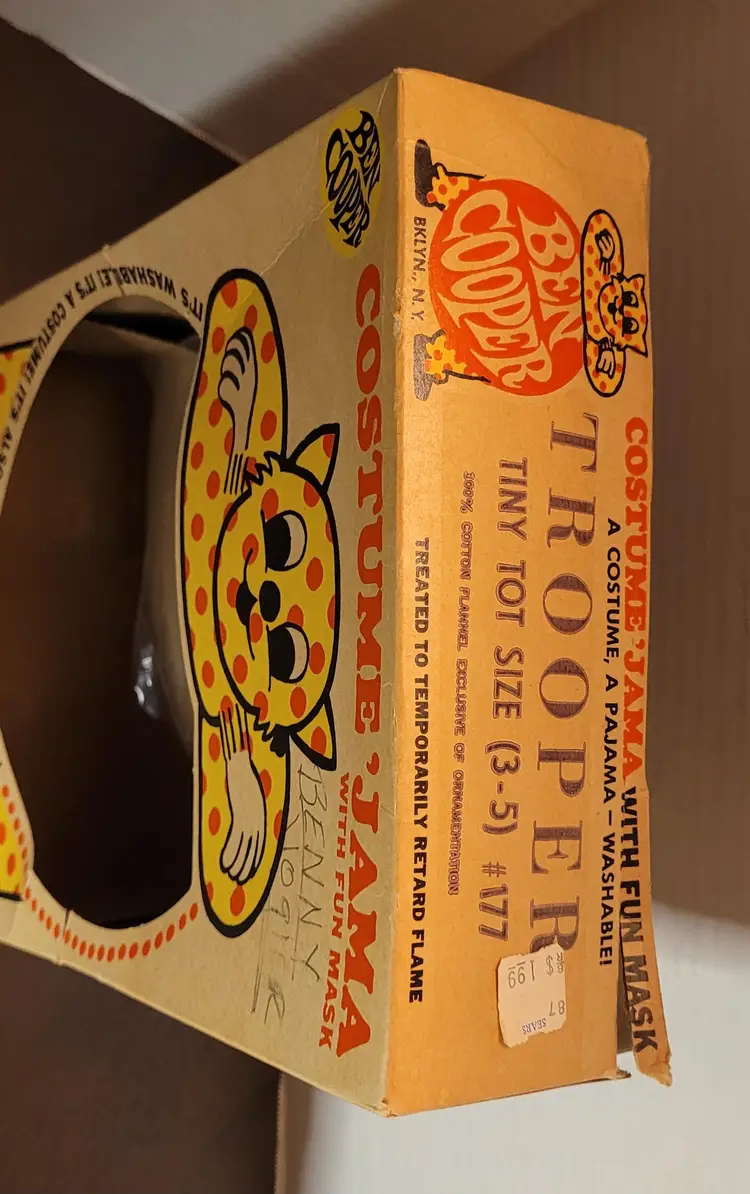 BEN
COOPER
COSTUME 'JAMA
WITH FUN MASK
IT'S WASHABLE! IT'S A COSTUME! IT'S ALSO
BENNY
BEN
COOPER
BKLYN., N.Y.
COSTUME 'JAMA WITH FUN MASK
A COSTUME, A PAJAMA – WASHABLE!
TROOPER
TINY TOT SIZE (3-5) #177
100% COTTON FLANNEL EXCLUSIVE OF ORNAMENTATION
TREATED TO TEMPORARILY RETARD FLAME
SEARS
87
$1.99